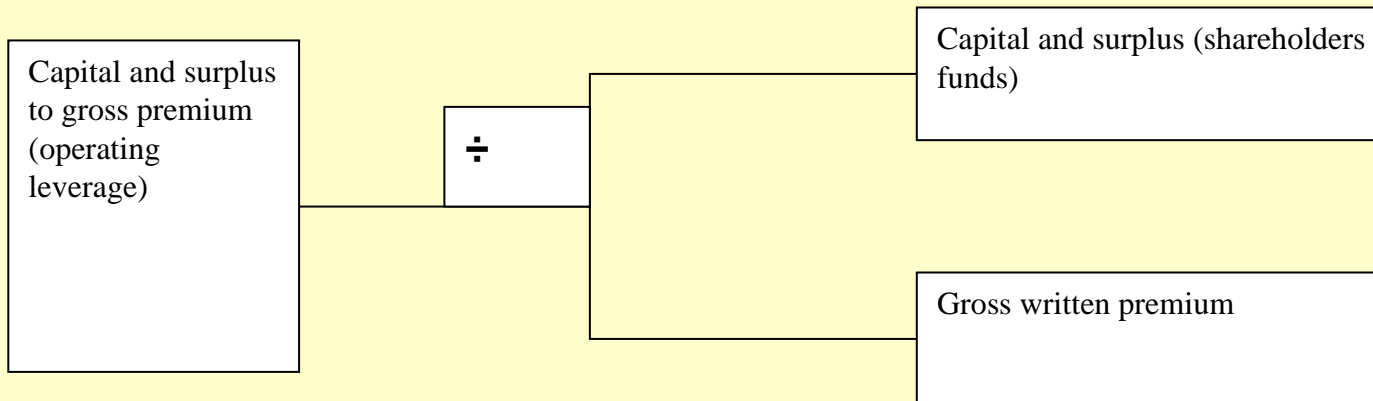 Capital and surplus
to gross premium
(operating
leverage)
÷
Capital and surplus (shareholders
funds)
Gross written premium